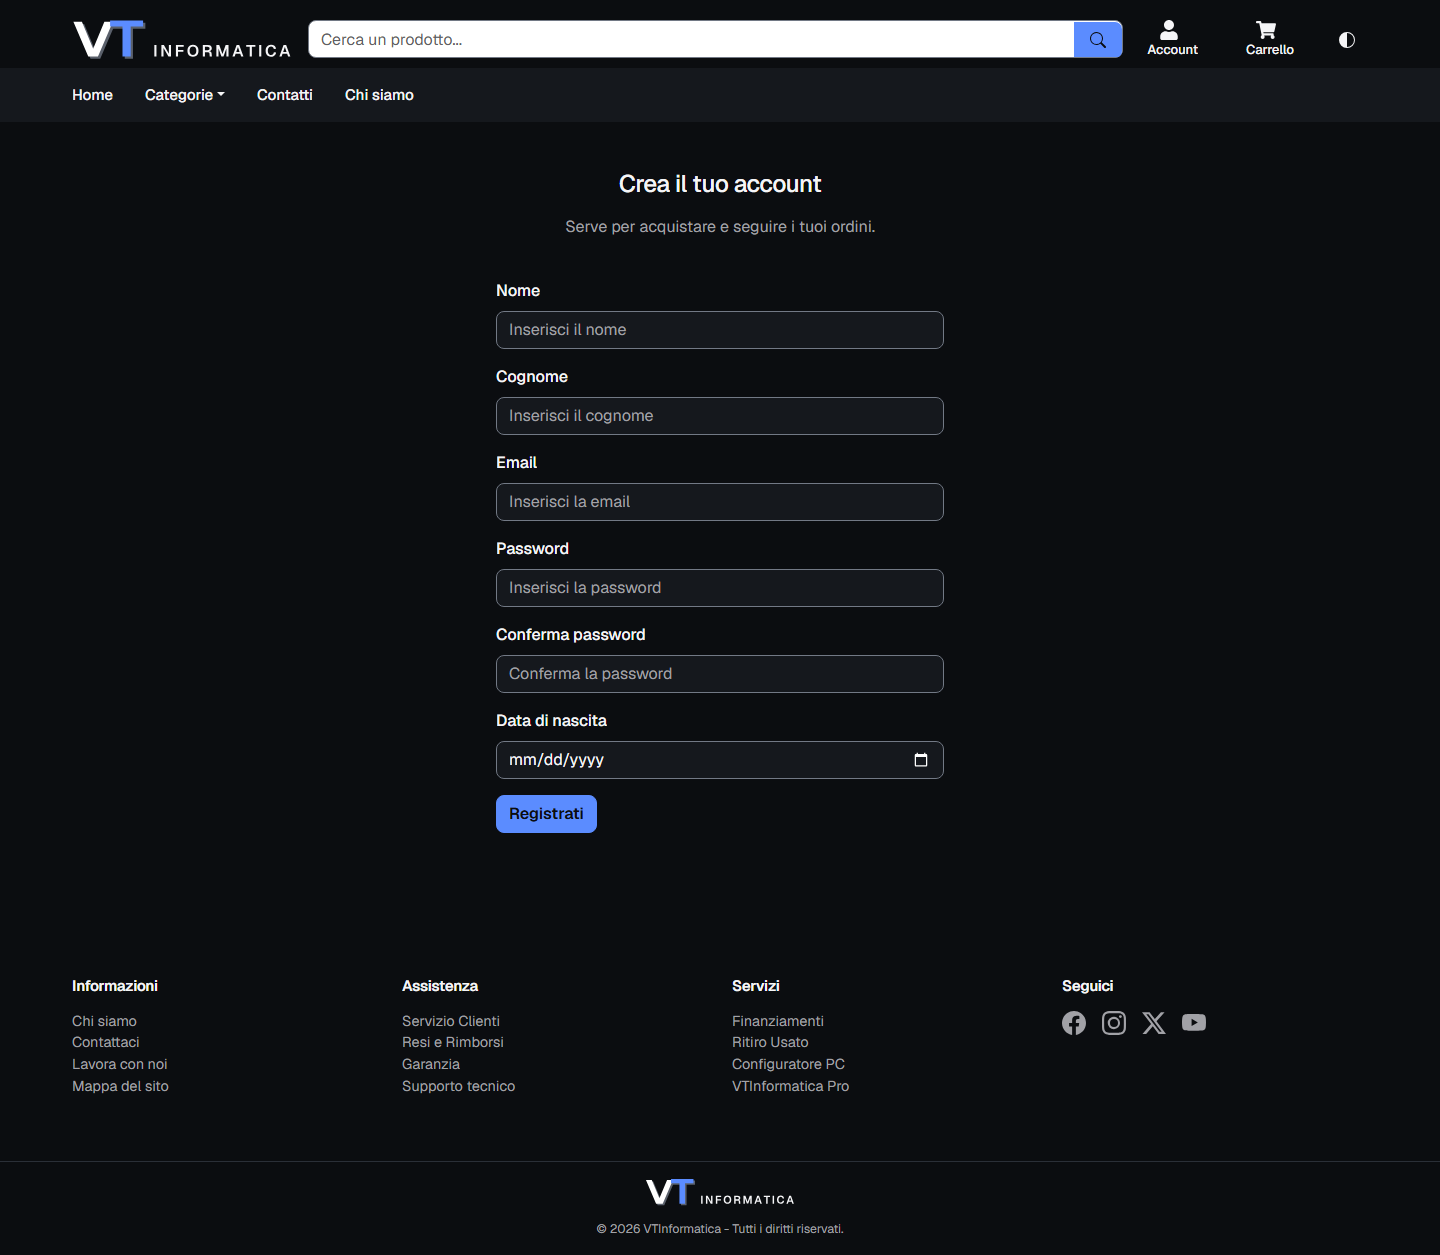 VT INFORMATICA
Cerca un prodotto...
Account
Carrello
Home
Categorie
Contatti
Chi siamo
Crea il tuo account
Serve per acquistare e seguire i tuoi ordini.
Nome
Inserisci il nome
Cognome
Inserisci il cognome
Email
Inserisci la email
Password
Inserisci la password
Conferma password
Conferma la password
Data di nascita
mm/dd/yyyy
Registrati
Informazioni
Chi siamo
Contattaci
Lavora con noi
Mappa del sito
Assistenza
Servizio Clienti
Resi e Rimborsi
Garanzia
Supporto tecnico
Servizi
Finanziamenti
Ritiro Usato
Configuratore PC
VTInformatica Pro
Seguici
VT INFORMATICA
© 2026 VTInformatica - Tutti i diritti riservati.